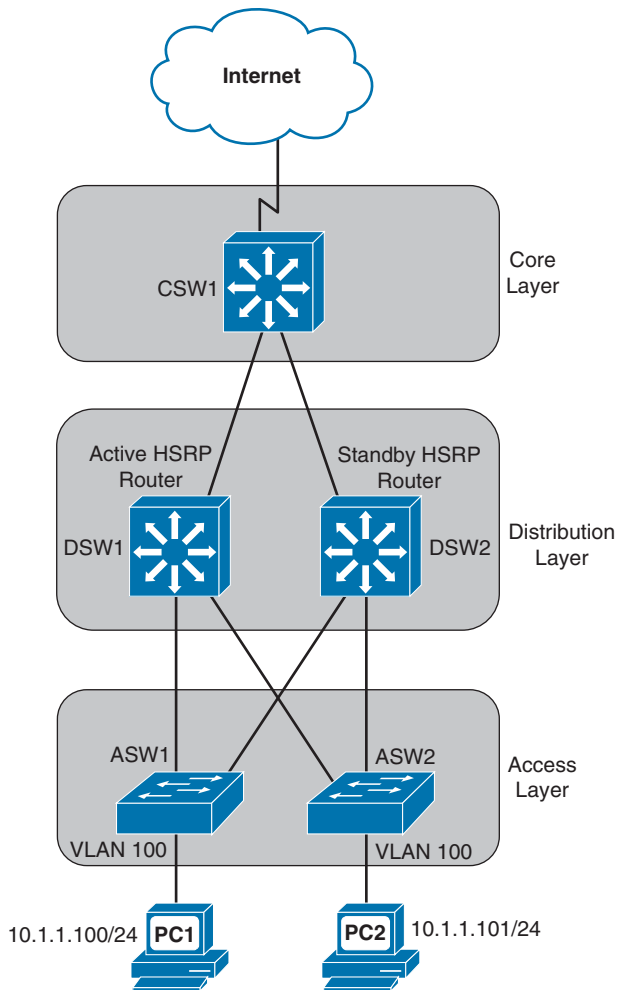 Internet
CSW1
Core
Layer
Active HSRP
Router
Standby HSRP
Router
DSW1
DSW2
Distribution
Layer
ASW1
ASW2
Access
Layer
VLAN 100
VLAN 100
10.1.1.100/24
PC1
PC2
10.1.1.101/24